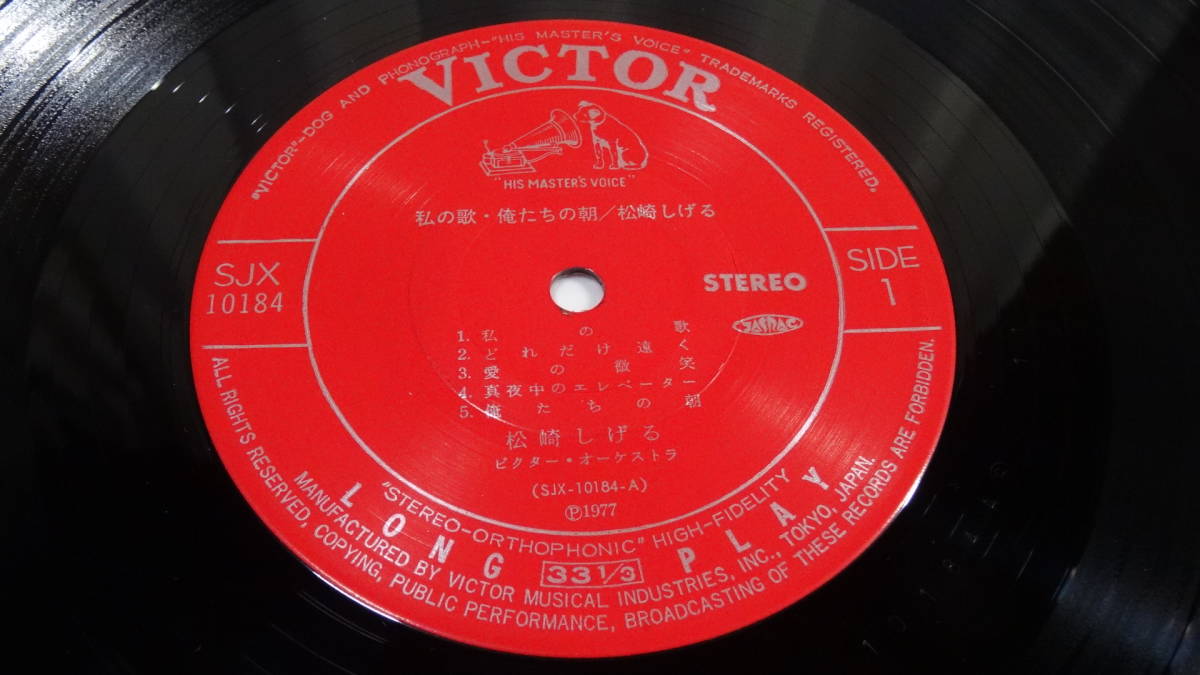 "VICTOR"-DOG AND PHONOGRAPH-"HIS MASTER'S VOICE" TRADEMARKS REGISTERED.
VICTOR
"HIS MASTER'S VOICE"
私の歌・俺たちの朝／松崎しげる
SJX
10184
STEREO
SIDE
1
JASRAC
1. 私の歌
2. どれだけ遠く
3. 愛の微笑
4. 真夜中のエレベーター
5. 俺たちの朝
松崎しげる
ビクター・オーケストラ
(SJX-10184-A)
Ⓟ1977
"STEREO-ORTHOPHONIC" HIGH-FIDELITY
LONG 33 1/3 PLAY
MANUFACTURED BY VICTOR MUSICAL INDUSTRIES, INC., TOKYO, JAPAN.
ALL RIGHTS RESERVED, COPYING, PUBLIC PERFORMANCE, BROADCASTING OF THESE RECORDS ARE FORBIDDEN.